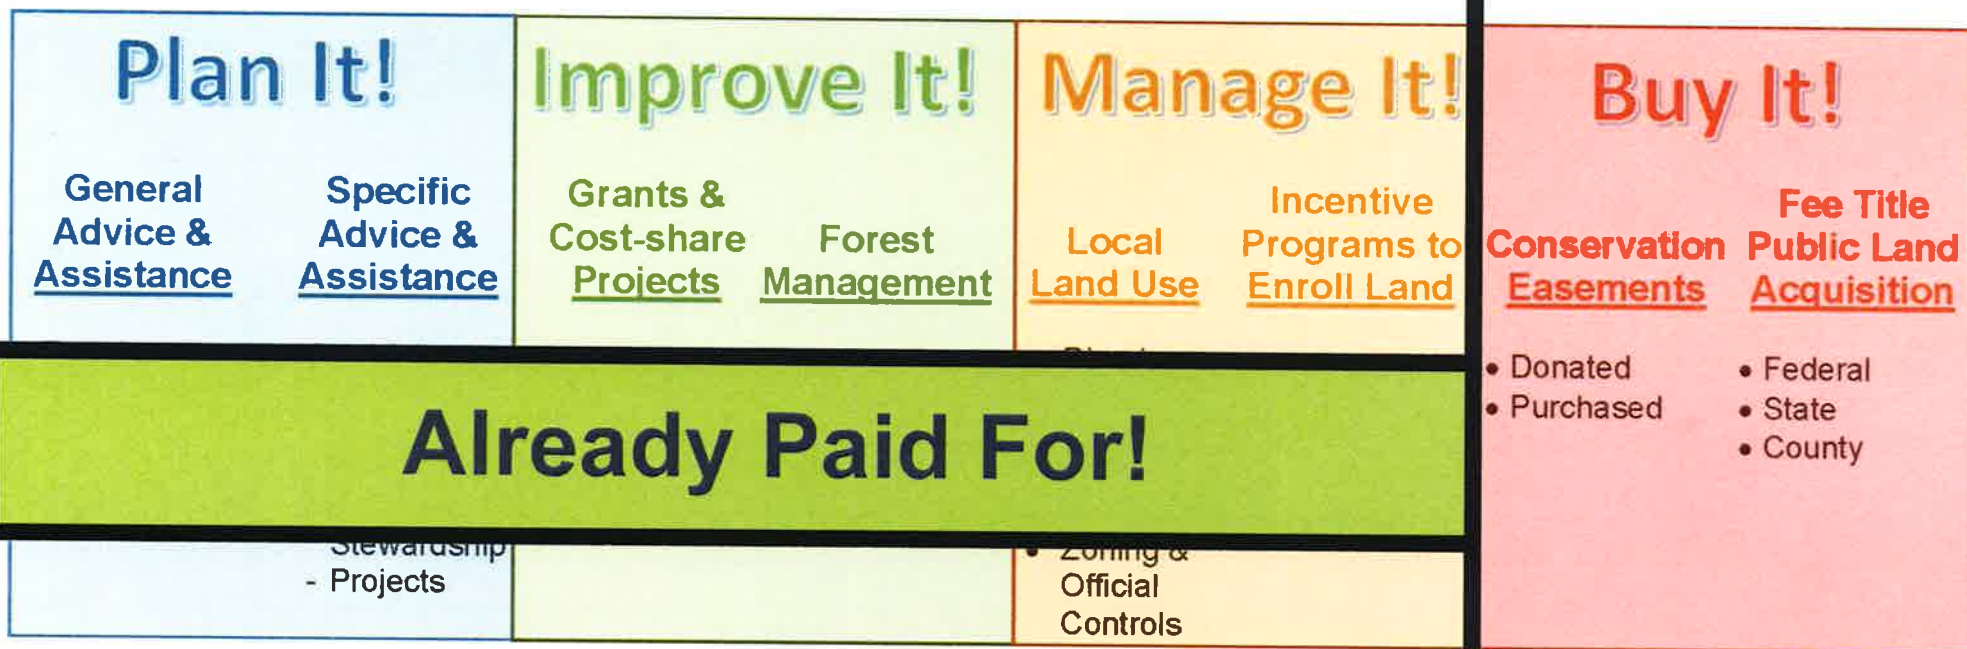 Plan It!
General
Advice &
Assistance
Specific
Advice &
Assistance
Improve It!
Grants &
Cost-share
Projects
Forest
Management
Manage It!
Local
Land Use
Incentive
Programs to
Enroll Land
Buy It!
Conservation
Easements
• Donated
• Purchased
Fee Title
Public Land
Acquisition
• Federal
• State
• County
Already Paid For!
Stewardship
- Projects
• Zoning &
Official
Controls